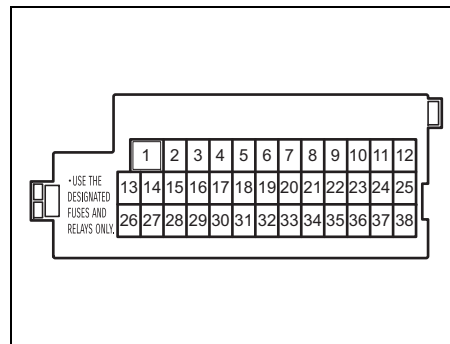 1 2 3 4 5 6 7 8 9 10 11 12
•USE THE
DESIGNATED
FUSES AND
RELAYS ONLY.
13 14 15 16 17 18 19 20 21 22 23 24 25
26 27 28 29 30 31 32 33 34 35 36 37 38